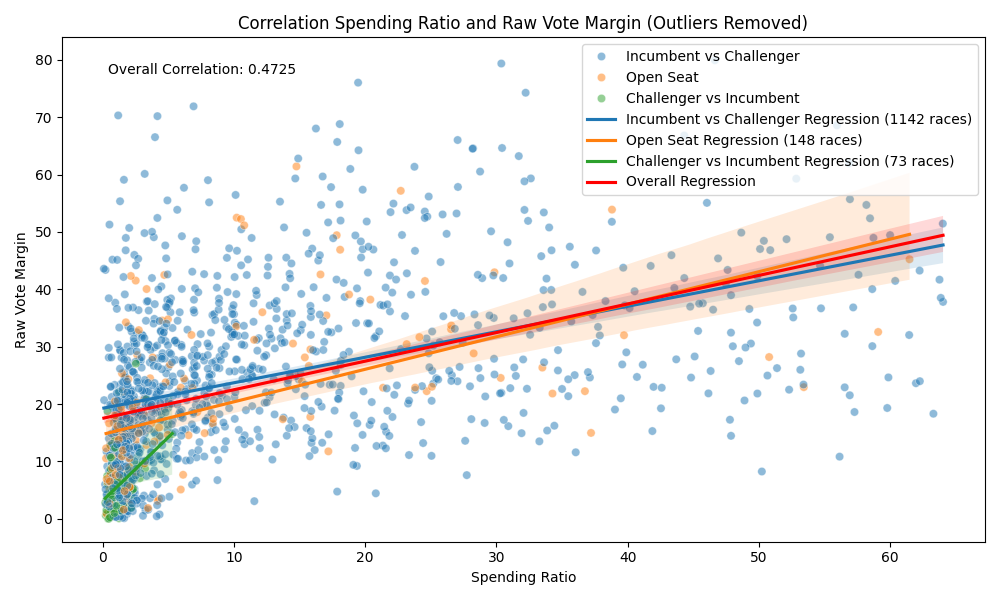 Correlation Spending Ratio and Raw Vote Margin (Outliers Removed)
Overall Correlation: 0.4725
Incumbent vs Challenger
Open Seat
Challenger vs Incumbent
Incumbent vs Challenger Regression (1142 races)
Open Seat Regression (148 races)
Challenger vs Incumbent Regression (73 races)
Overall Regression
Raw Vote Margin
80
70
60
50
40
30
20
10
0
0 10 20 30 40 50 60
Spending Ratio